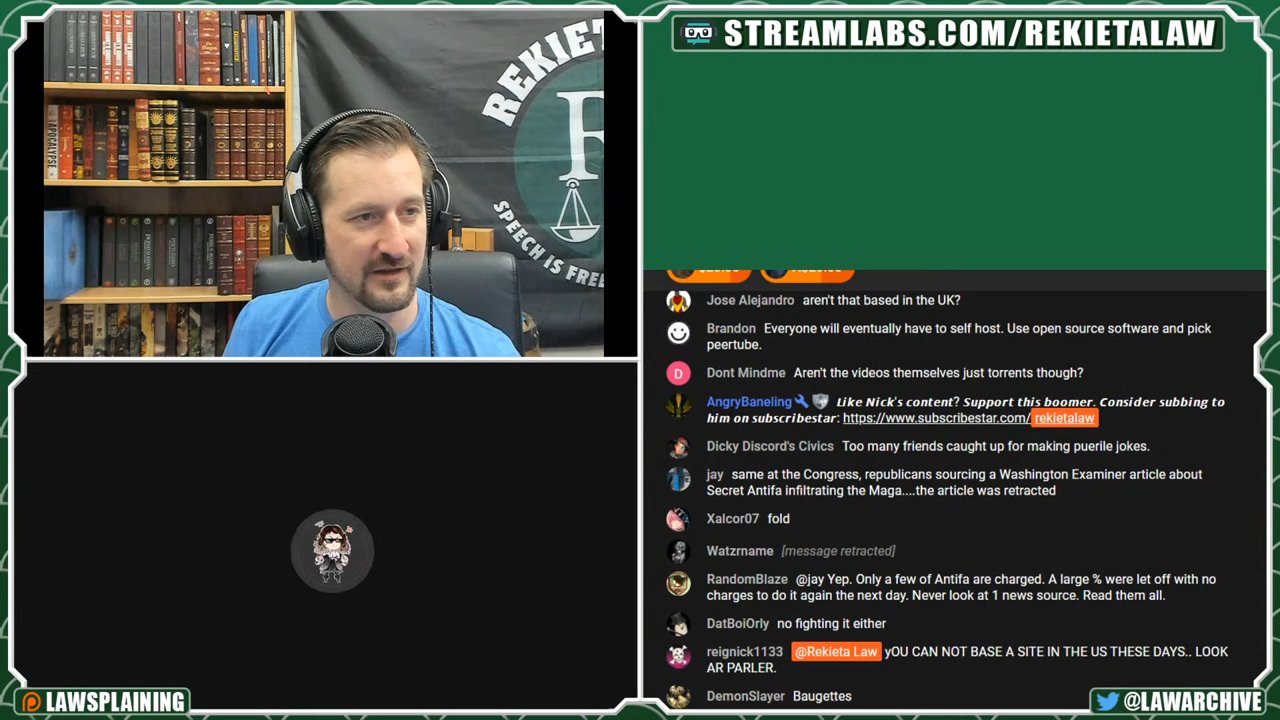 STREAMLABS.COM/REKIETALAW
APOCALYPSE
REKIET
R
SPEECH IS FREE
Jose Alejandro aren't that based in the UK?
Brandon Everyone will eventually have to self host. Use open source software and pick
peertube.
D
Dont Mindme Aren't the videos themselves just torrents though?
AngryBaneling Like Nick's content? Support this boomer. Consider subbing to
him on subscribestar: https://www.subscribestar.com/rekietalaw
Dicky Discord's Civics Too many friends caught up for making puerile jokes.
jay same at the Congress, republicans sourcing a Washington Examiner article about
Secret Antifa infiltrating the Maga....the article was retracted
Xalcor07 fold
Watzrname [message retracted]
RandomBlaze @jay Yep. Only a few of Antifa are charged. A large % were let off with no
charges to do it again the next day. Never look at 1 news source. Read them all.
DatBoiOrly no fighting it either
reignick1133 @Rekieta Law yOU CAN NOT BASE A SITE IN THE US THESE DAYS.. LOOK
AR PARLER.
DemonSlayer Baugettes
LAWSPLAINING
@LAWARCHIVE